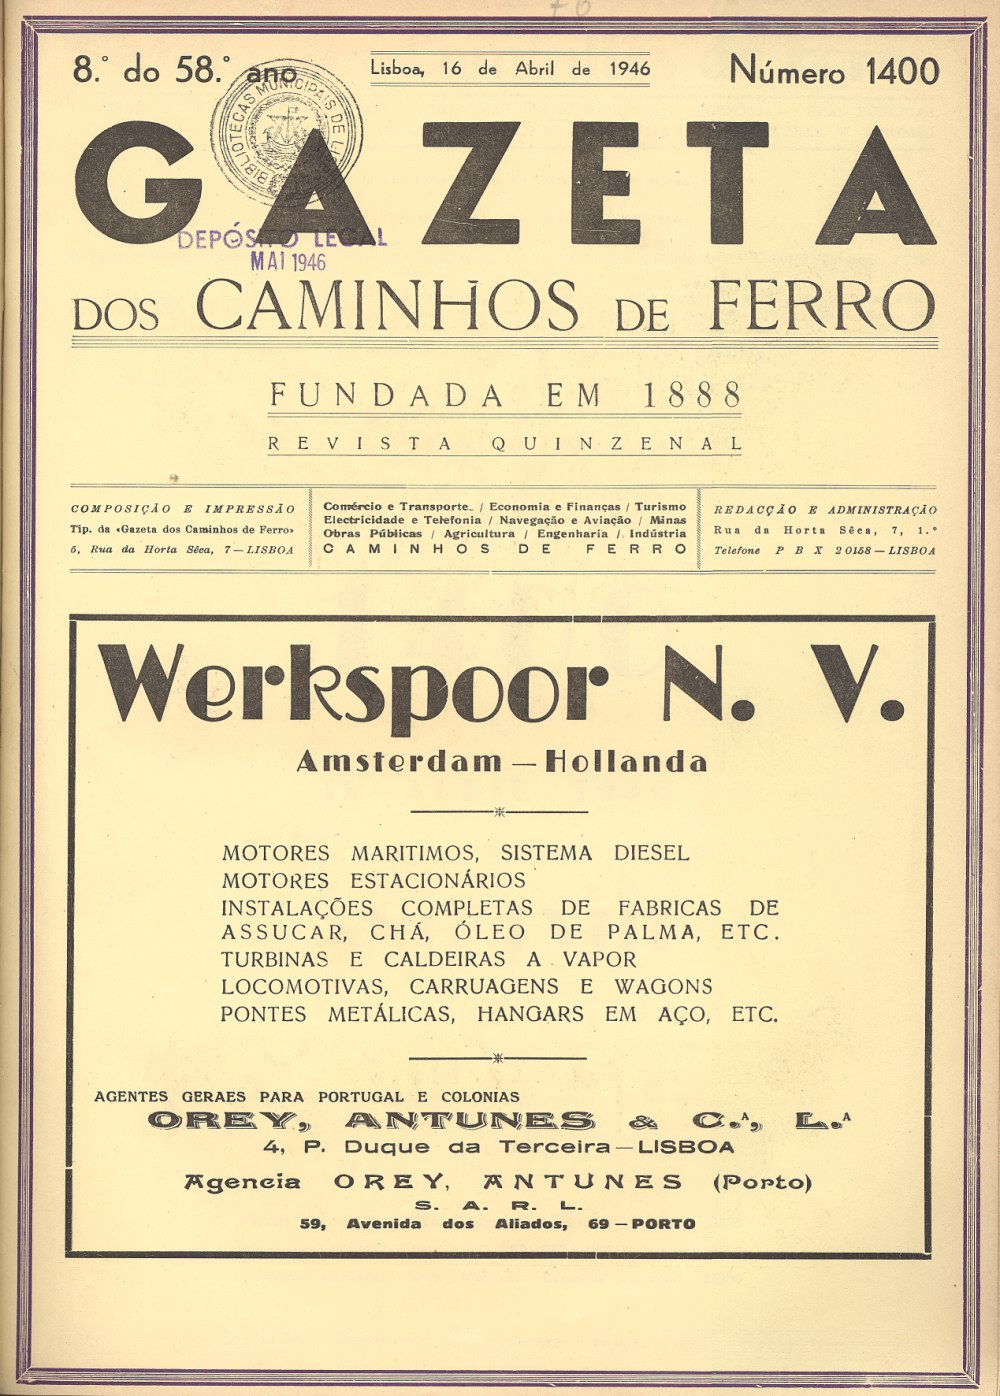 8.º do 58.º ano
Lisboa, 16 de Abril de 1946
Número 1400
BIBLIOTECAS MUNICIPAIS DE
GAZETA
DEPÓSITO LEGAL
MAI 1946
DOS CAMINHOS DE FERRO
FUNDADA EM 1888
REVISTA QUINZENAL
COMPOSIÇÃO E IMPRESSÃO
Tip. da «Gazeta dos Caminhos de Ferro»
5, Rua da Horta Sêca, 7 — LISBOA
Comércio e Transportes / Economia e Finanças / Turismo
Electricidade e Telefonia / Navegação e Aviação / Minas
Obras Públicas / Agricultura / Engenharia / Indústria
CAMINHOS DE FERRO
REDACÇÃO E ADMINISTRAÇÃO
Rua da Horta Sêca, 7, 1.º
Telefone P B X 20158 — LISBOA
Werkspoor N. V.
Amsterdam — Hollanda
MOTORES MARITIMOS, SISTEMA DIESEL
MOTORES ESTACIONÁRIOS
INSTALAÇÕES COMPLETAS DE FABRICAS DE
ASSUCAR, CHÁ, ÓLEO DE PALMA, ETC.
TURBINAS E CALDEIRAS A VAPOR
LOCOMOTIVAS, CARRUAGENS E WAGONS
PONTES METÁLICAS, HANGARS EM AÇO, ETC.
AGENTES GERAES PARA PORTUGAL E COLONIAS
OREY, ANTUNES & C.ᴬ, L.ᴬ
4, P. Duque da Terceira — LISBOA
Agencia OREY, ANTUNES (Porto)
S. A. R. L.
59, Avenida dos Aliados, 69 — PORTO